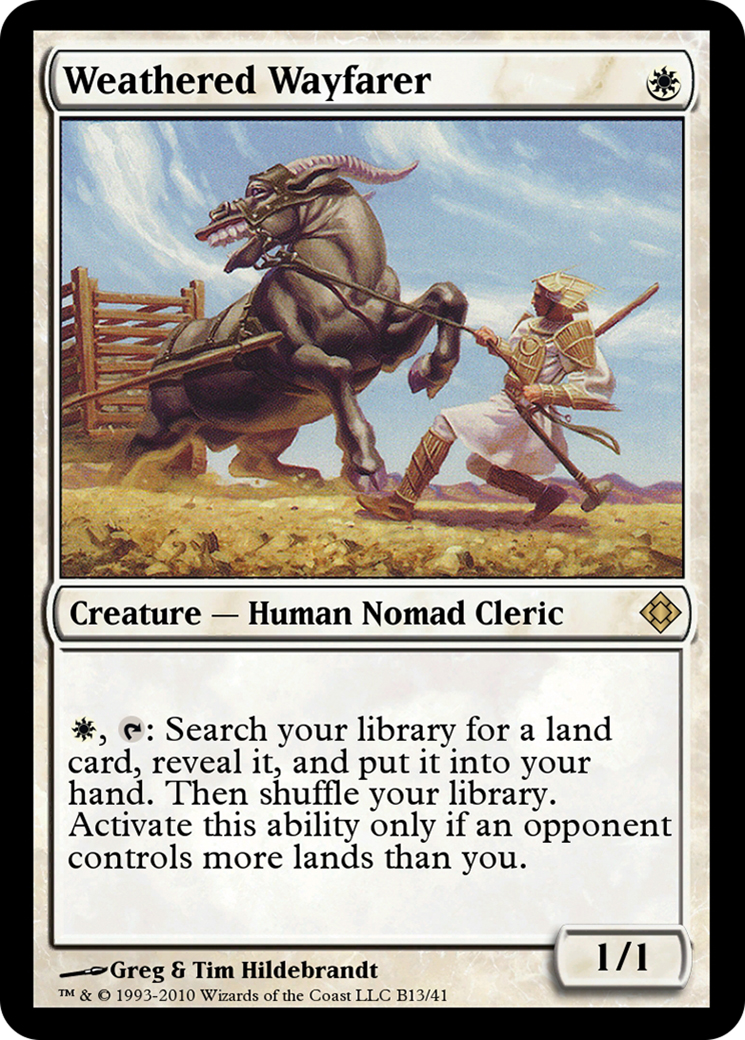 Weathered Wayfarer
Creature — Human Nomad Cleric
, : Search your library for a land
card, reveal it, and put it into your
hand. Then shuffle your library.
Activate this ability only if an opponent
controls more lands than you.
1/1
Greg & Tim Hildebrandt
™ & © 1993-2010 Wizards of the Coast LLC B13/41